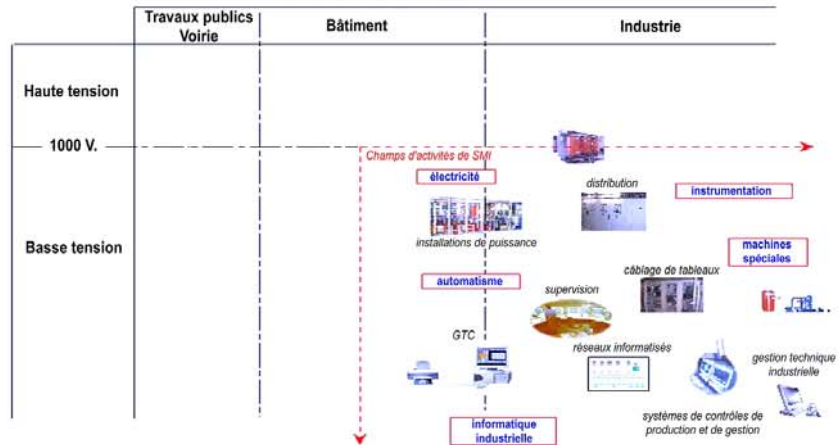 Travaux publics
Voirie
Bâtiment
Industrie
Haute tension
1000 V.
Champs d'activités de SMI
électricité
distribution
instrumentation
installations de puissance
Basse tension
machines
spéciales
câblage de tableaux
automatisme
supervision
GTC
réseaux informatisés
gestion technique
industrielle
systèmes de contrôles de
production et de gestion
informatique
industrielle